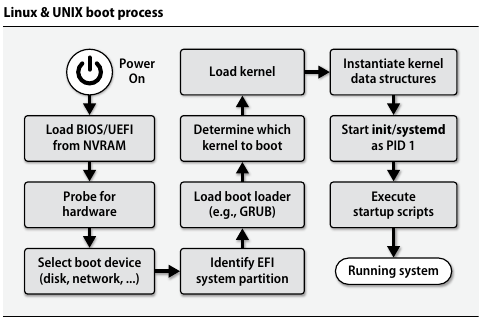 Linux & UNIX boot process
Power
On
Load BIOS/UEFI
from NVRAM
Probe for
hardware
Select boot device
(disk, network, ...)
Identify EFI
system partition
Load boot loader
(e.g., GRUB)
Determine which
kernel to boot
Load kernel
Instantiate kernel
data structures
Start init/systemd
as PID 1
Execute
startup scripts
Running system